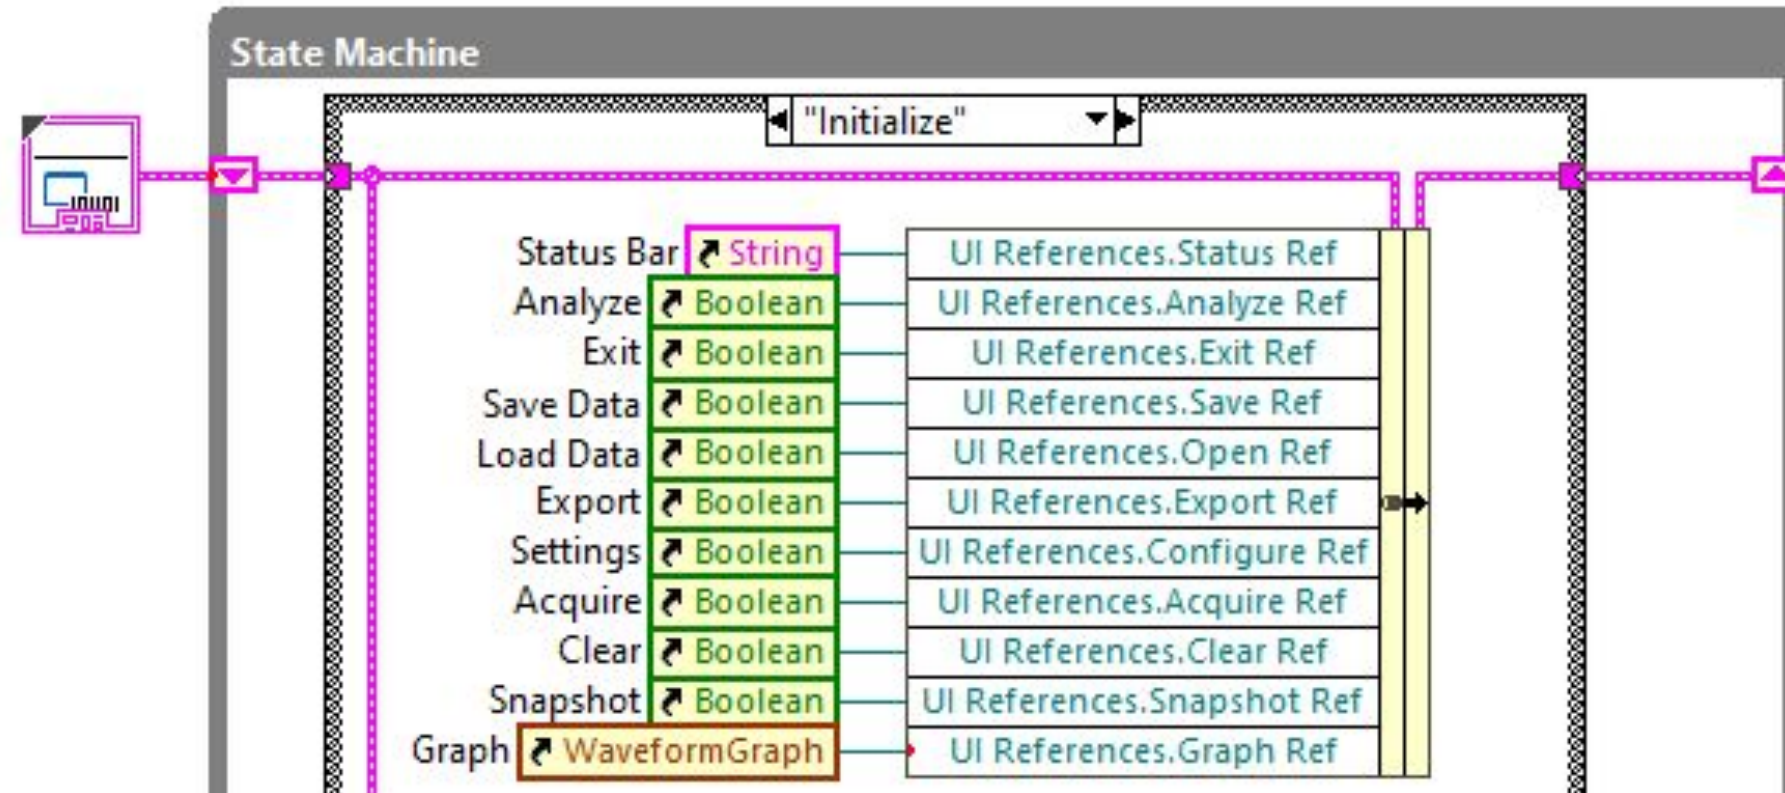 State Machine
"Initialize"
Status Bar String UI References.Status Ref
Analyze Boolean UI References.Analyze Ref
Exit Boolean UI References.Exit Ref
Save Data Boolean UI References.Save Ref
Load Data Boolean UI References.Open Ref
Export Boolean UI References.Export Ref
Settings Boolean UI References.Configure Ref
Acquire Boolean UI References.Acquire Ref
Clear Boolean UI References.Clear Ref
Snapshot Boolean UI References.Snapshot Ref
Graph WaveformGraph UI References.Graph Ref